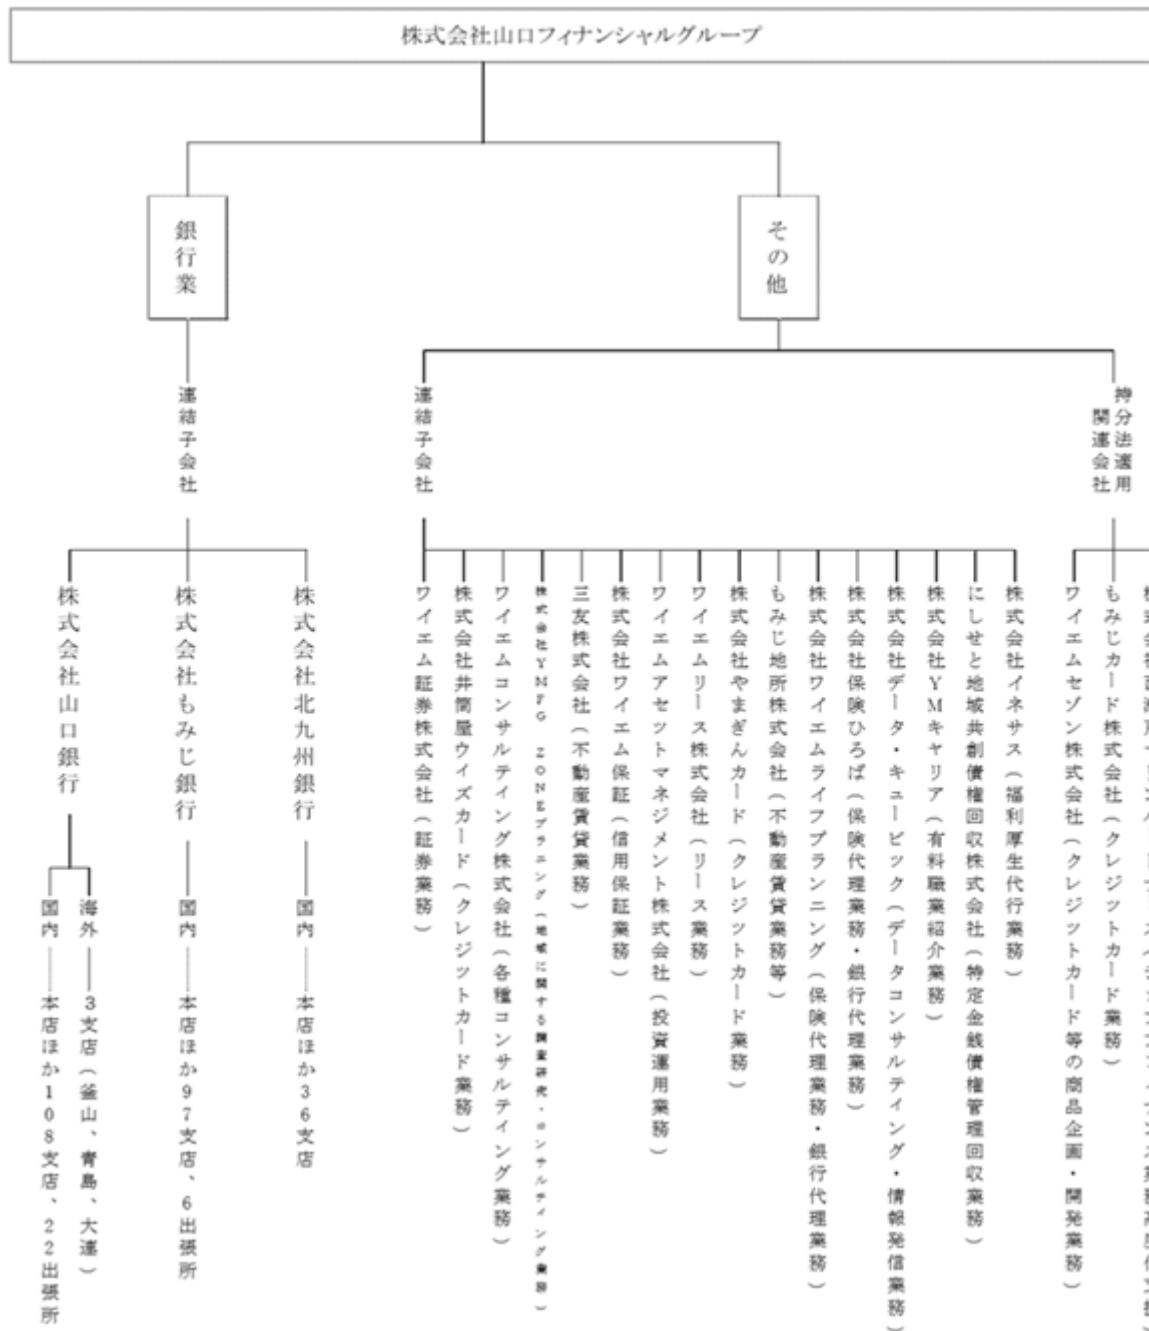 株式会社山口フィナンシャルグループ
銀行業
その他
連結子会社
連結子会社
持分法適用
関連会社
株式会社山口銀行
国内
本店ほか108支店、22出張所
海外
3支店(釜山、青島、大連)
株式会社もみじ銀行
国内
本店ほか97支店、6出張所
株式会社北九州銀行
国内
本店ほか36支店
ワイエム証券株式会社(証券業務)
株式会社井筒屋ウイズカード(クレジットカード業務)
ワイエムコンサルティング株式会社(各種コンサルティング業務)
株式会社YMFG ZONEプラニング(地域に関する調査研究・コンサルティング業務)
三友株式会社(不動産賃貸業務)
株式会社ワイエム保証(信用保証業務)
ワイエムアセットマネジメント株式会社(投資運用業務)
ワイエムリース株式会社(リース業務)
株式会社やまぎんカード(クレジットカード業務)
もみじ地所株式会社(不動産賃貸業務等)
株式会社ワイエムライフプランニング(保険代理業務・銀行代理業務)
株式会社保険ひろば(保険代理業務・銀行代理業務)
株式会社データ・キュービック(データコンサルティング・情報発信業務)
株式会社YMキャリア(有料職業紹介業務)
にしせと地域共創債権回収株式会社(特定金銭債権管理回収業務)
株式会社イネサス(福利厚生代行業務)
ワイエムセゾン株式会社(クレジットカード等の商品企画・開発業務)
もみじカード株式会社(クレジットカード業務)